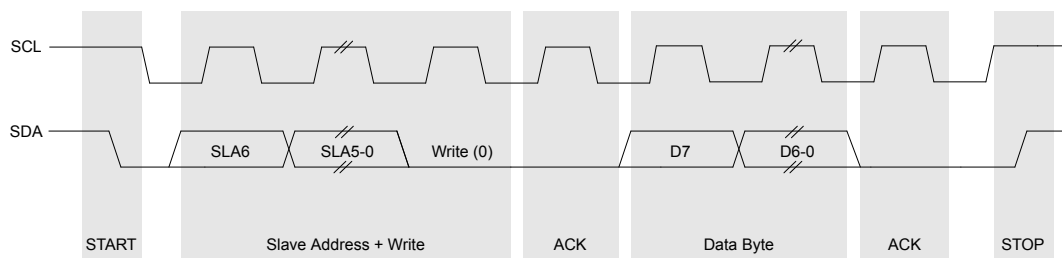 SCL
SDA
SLA6 SLA5-0 Write (0) D7 D6-0
START Slave Address + Write ACK Data Byte ACK STOP